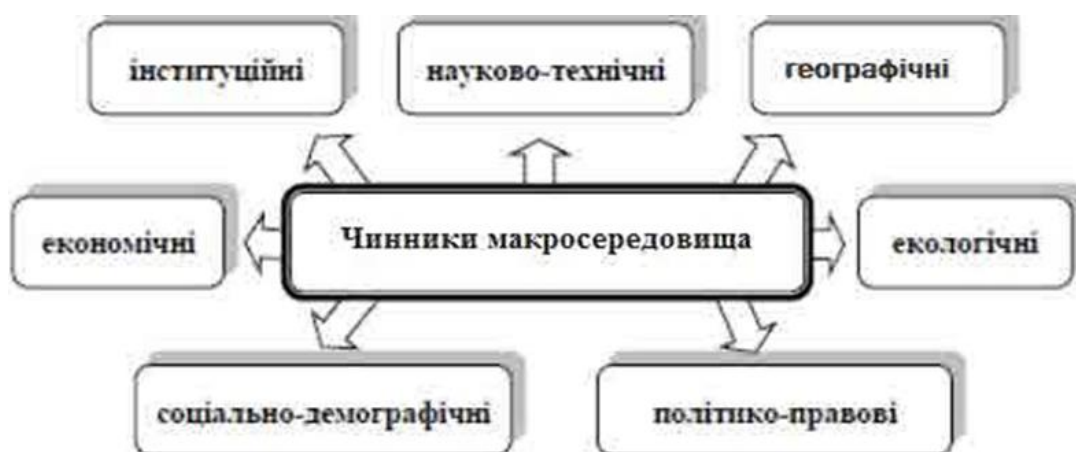 інституційні
науково-технічні
географічні
економічні
Чинники макросередовища
екологічні
соціально-демографічні
політико-правові